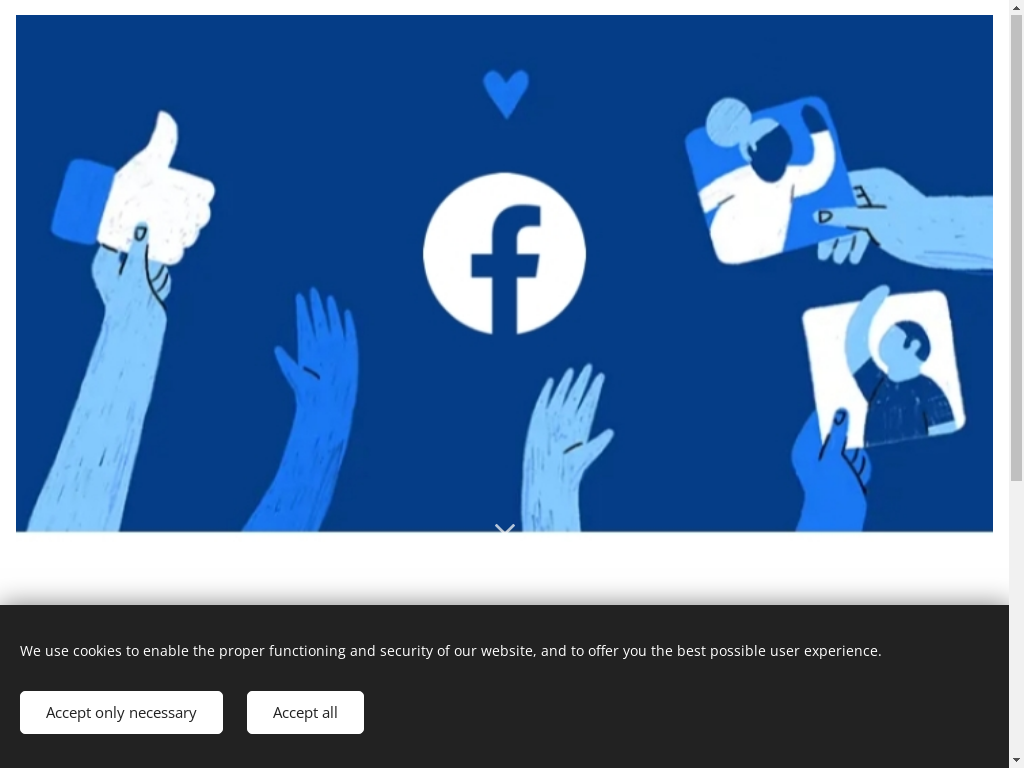 We use cookies to enable the proper functioning and security of our website, and to offer you the best possible user experience.
Accept only necessary
Accept all